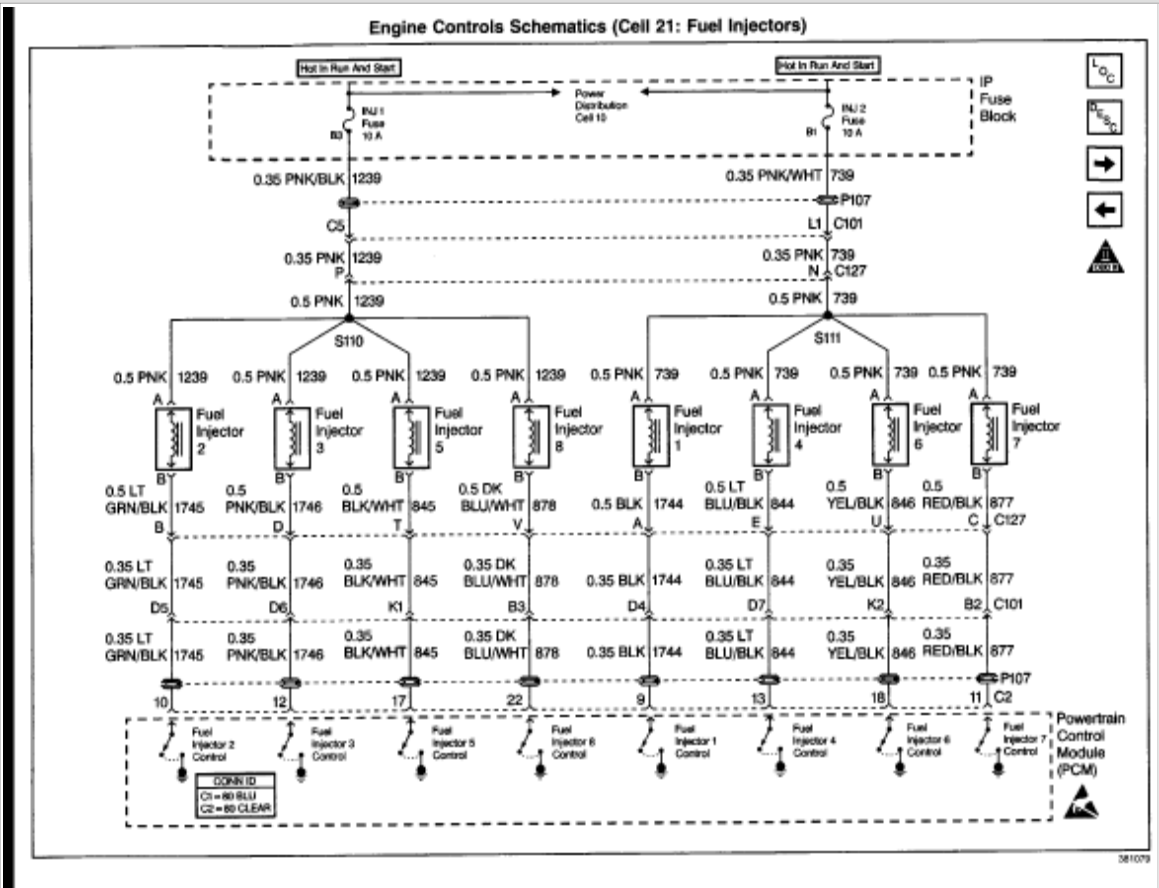 Engine Controls Schematics (Cell 21: Fuel Injectors)
Hot In Run And Start
Hot In Run And Start
INJ 1
Fuse
10 A
B3
Power
Distribution
Cell 10
INJ 2
Fuse
10 A
B1
IP
Fuse
Block
LOC
DESC
0.35 PNK/BLK 1239
0.35 PNK/WHT 739
P107
C5
L1 C101
0.35 PNK 1239
0.35 PNK 739
P
N C127
0.5 PNK 1239
0.5 PNK 739
S110
S111
0.5 PNK 1239 0.5 PNK 1239 0.5 PNK 1239 0.5 PNK 1239 0.5 PNK 739 0.5 PNK 739 0.5 PNK 739 0.5 PNK 739
A A A A A A A A
Fuel Fuel Fuel Fuel Fuel Fuel Fuel Fuel
Injector Injector Injector Injector Injector Injector Injector Injector
2 3 5 8 1 4 6 7
B B B B B B B B
0.5 LT 0.5 0.5 0.5 DK 0.5 LT 0.5 0.5
GRN/BLK 1745 PNK/BLK 1746 BLK/WHT 845 BLU/WHT 878 0.5 BLK 1744 BLU/BLK 844 YEL/BLK 846 RED/BLK 877
B D T V A E U C C127
0.35 LT 0.35 0.35 0.35 DK 0.35 LT 0.35 0.35
GRN/BLK 1745 PNK/BLK 1746 BLK/WHT 845 BLU/WHT 878 0.35 BLK 1744 BLU/BLK 844 YEL/BLK 846 RED/BLK 877
D5 D6 K1 B3 D4 D7 K2 B2 C101
0.35 LT 0.35 0.35 0.35 DK 0.35 LT 0.35 0.35
GRN/BLK 1745 PNK/BLK 1746 BLK/WHT 845 BLU/WHT 878 0.35 BLK 1744 BLU/BLK 844 YEL/BLK 846 RED/BLK 877
P107
10 12 17 22 9 13 18 11 C2
Fuel Fuel Fuel Fuel Fuel Fuel Fuel Fuel
Injector 2 Injector 3 Injector 5 Injector 8 Injector 1 Injector 4 Injector 6 Injector 7
Control Control Control Control Control Control Control Control
Powertrain
Control
Module
(PCM)
CONN ID
C1 = 80 BLU
C2 = 80 CLEAR
381079